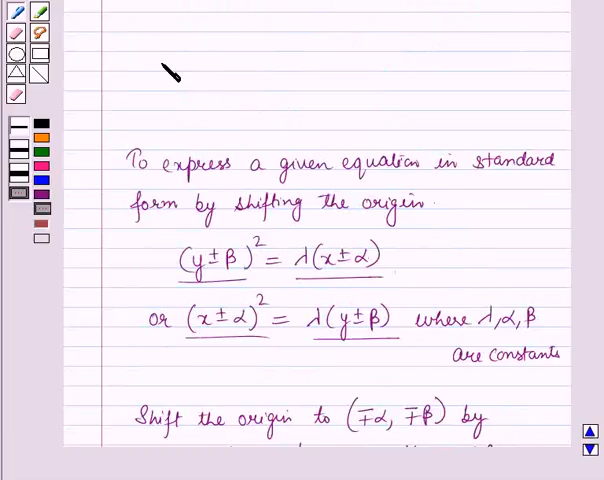 To express a given equation in standard
form by shifting the origin.
(y ± β)² = λ(x ± α)
or (x ± α)² = λ(y ± β) where λ, α, β
are constants
Shift the origin to (∓α, ∓β) by